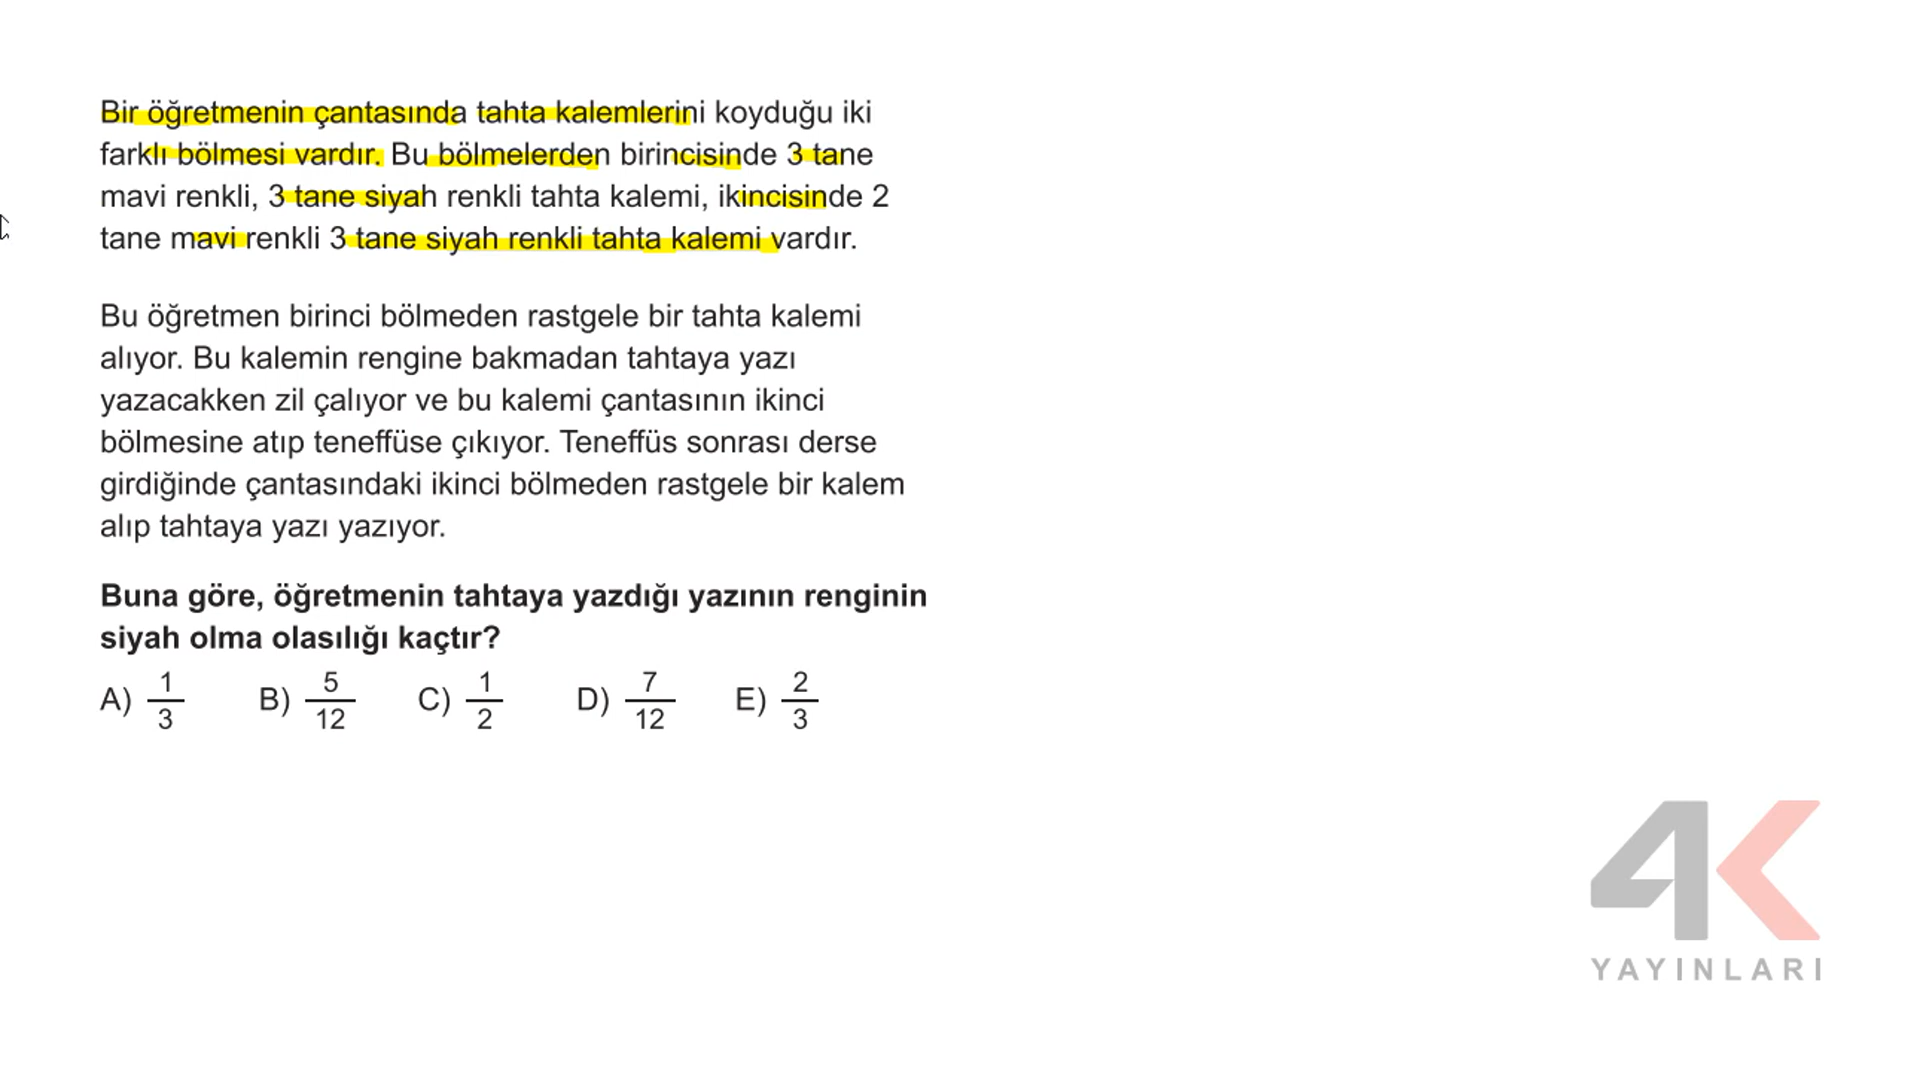 Bir öğretmenin çantasında tahta kalemlerini koyduğu iki
farklı bölmesi vardır. Bu bölmelerden birincisinde 3 tane
mavi renkli, 3 tane siyah renkli tahta kalemi, ikincisinde 2
tane mavi renkli 3 tane siyah renkli tahta kalemi vardır.
Bu öğretmen birinci bölmeden rastgele bir tahta kalemi
alıyor. Bu kalemin rengine bakmadan tahtaya yazı
yazacakken zil çalıyor ve bu kalemi çantasının ikinci
bölmesine atıp teneffüse çıkıyor. Teneffüs sonrası derse
girdiğinde çantasındaki ikinci bölmeden rastgele bir kalem
alıp tahtaya yazı yazıyor.
Buna göre, öğretmenin tahtaya yazdığı yazının renginin
siyah olma olasılığı kaçtır?
A) 1/3 B) 5/12 C) 1/2 D) 7/12 E) 2/3
4K
YAYINLARI